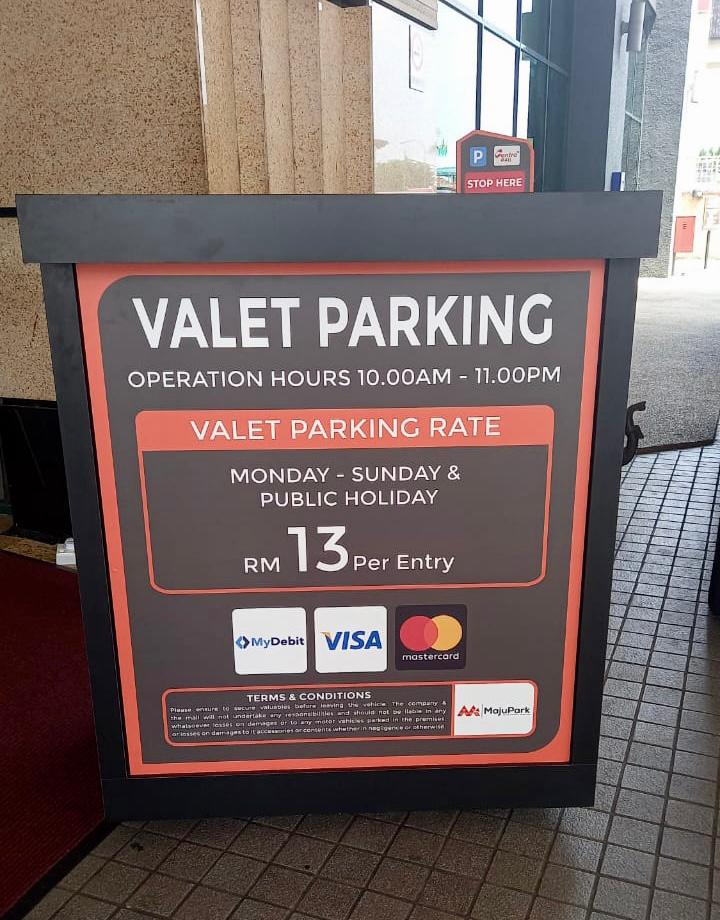 P
Centro
MALL
STOP HERE
VALET PARKING
OPERATION HOURS 10.00AM - 11.00PM
VALET PARKING RATE
MONDAY - SUNDAY &
PUBLIC HOLIDAY
RM 13 Per Entry
MyDebit
VISA
mastercard
TERMS & CONDITIONS
Please ensure to secure valuables before leaving the vehicle. The company &
the mall will not undertake any responsibilities and should not be liable in any
whatsoever losses on damages or to any motor vehicles parked in the premises
or losses on damages to it accessories or contents whether in negligence or otherwise.
MajuPark